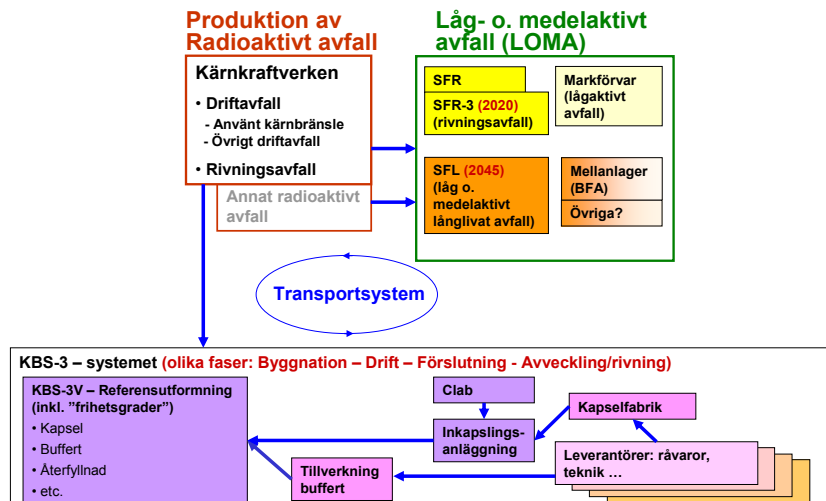 Produktion av
Radioaktivt avfall
Kärnkraftverken
• Driftavfall
- Använt kärnbränsle
- Övrigt driftavfall
• Rivningsavfall
Annat radioaktivt
avfall
Låg- o. medelaktivt
avfall (LOMA)
SFR
SFR-3 (2020)
(rivningsavfall)
Markförvar
(lågaktivt
avfall)
SFL (2045)
(låg o.
medelaktivt
långlivat avfall)
Mellanlager
(BFA)
Övriga?
Transportsystem
KBS-3 – systemet (olika faser: Byggnation – Drift – Förslutning - Avveckling/rivning)
KBS-3V – Referensutformning
(inkl. ”frihetsgrader”)
• Kapsel
• Buffert
• Återfyllnad
• etc.
Clab
Inkapslings-
anläggning
Kapselfabrik
Tillverkning
buffert
Leverantörer: råvaror,
teknik …